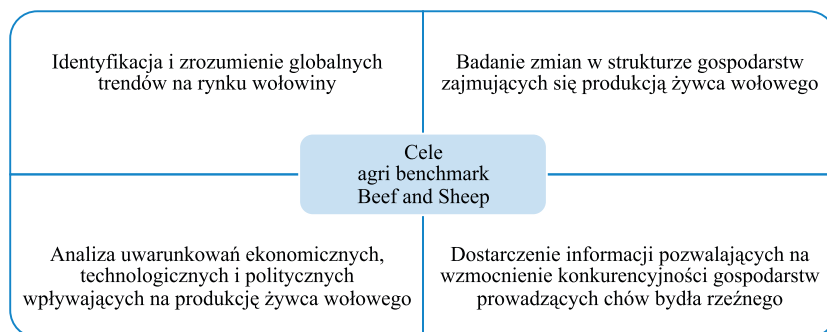 Identyfikacja i zrozumienie globalnych
trendów na rynku wołowiny
Badanie zmian w strukturze gospodarstw
zajmujących się produkcją żywca wołowego
Cele
agri benchmark
Beef and Sheep
Analiza uwarunkowań ekonomicznych,
technologicznych i politycznych
wpływających na produkcję żywca wołowego
Dostarczenie informacji pozwalających na
wzmocnienie konkurencyjności gospodarstw
prowadzących chów bydła rzeźnego